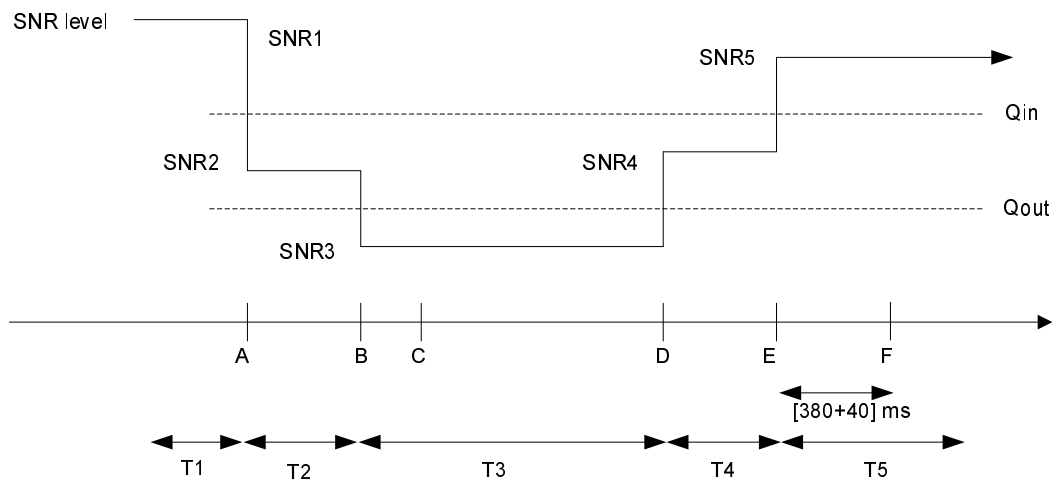 SNR level
SNR1
SNR5
Qin
SNR2
SNR4
Qout
SNR3
A
B
C
D
E
F
[380+40] ms
T1
T2
T3
T4
T5